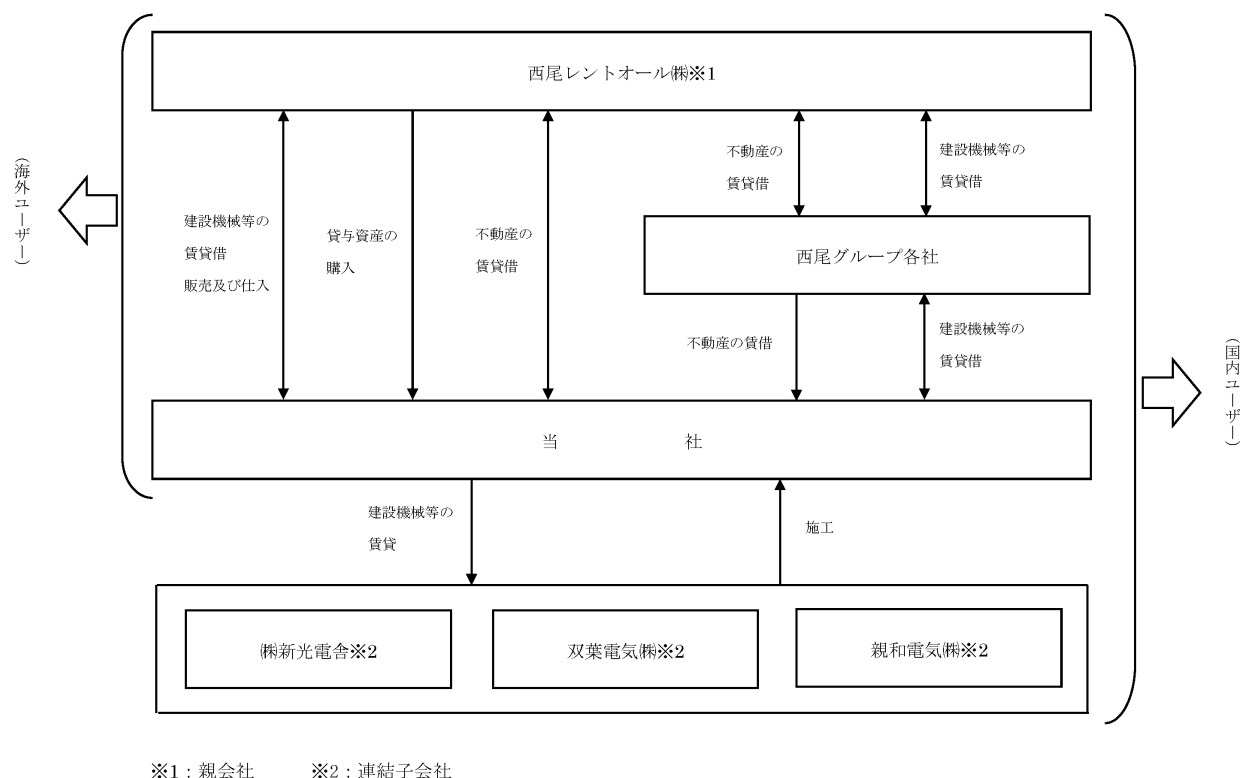 西尾レントオール㈱※1
不動産の
賃貸借
建設機械等の
賃貸借
(海外ユーザー)
建設機械等の
賃貸借
販売及び仕入
貸与資産の
購入
不動産の
賃貸借
西尾グループ各社
不動産の賃借
建設機械等の
賃貸借
(国内ユーザー)
当 社
建設機械等の
賃貸
施工
㈱新光電舎※2
双葉電気㈱※2
親和電気㈱※2
※1：親会社 ※2：連結子会社